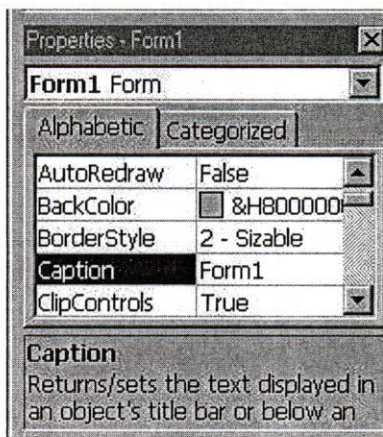 Properties - Form1
Form1 Form
Alphabetic Categorized
AutoRedraw False
BackColor &H800000
BorderStyle 2 - Sizable
Caption Form1
ClipControls True
Caption
Returns/sets the text displayed in
an object's title bar or below an